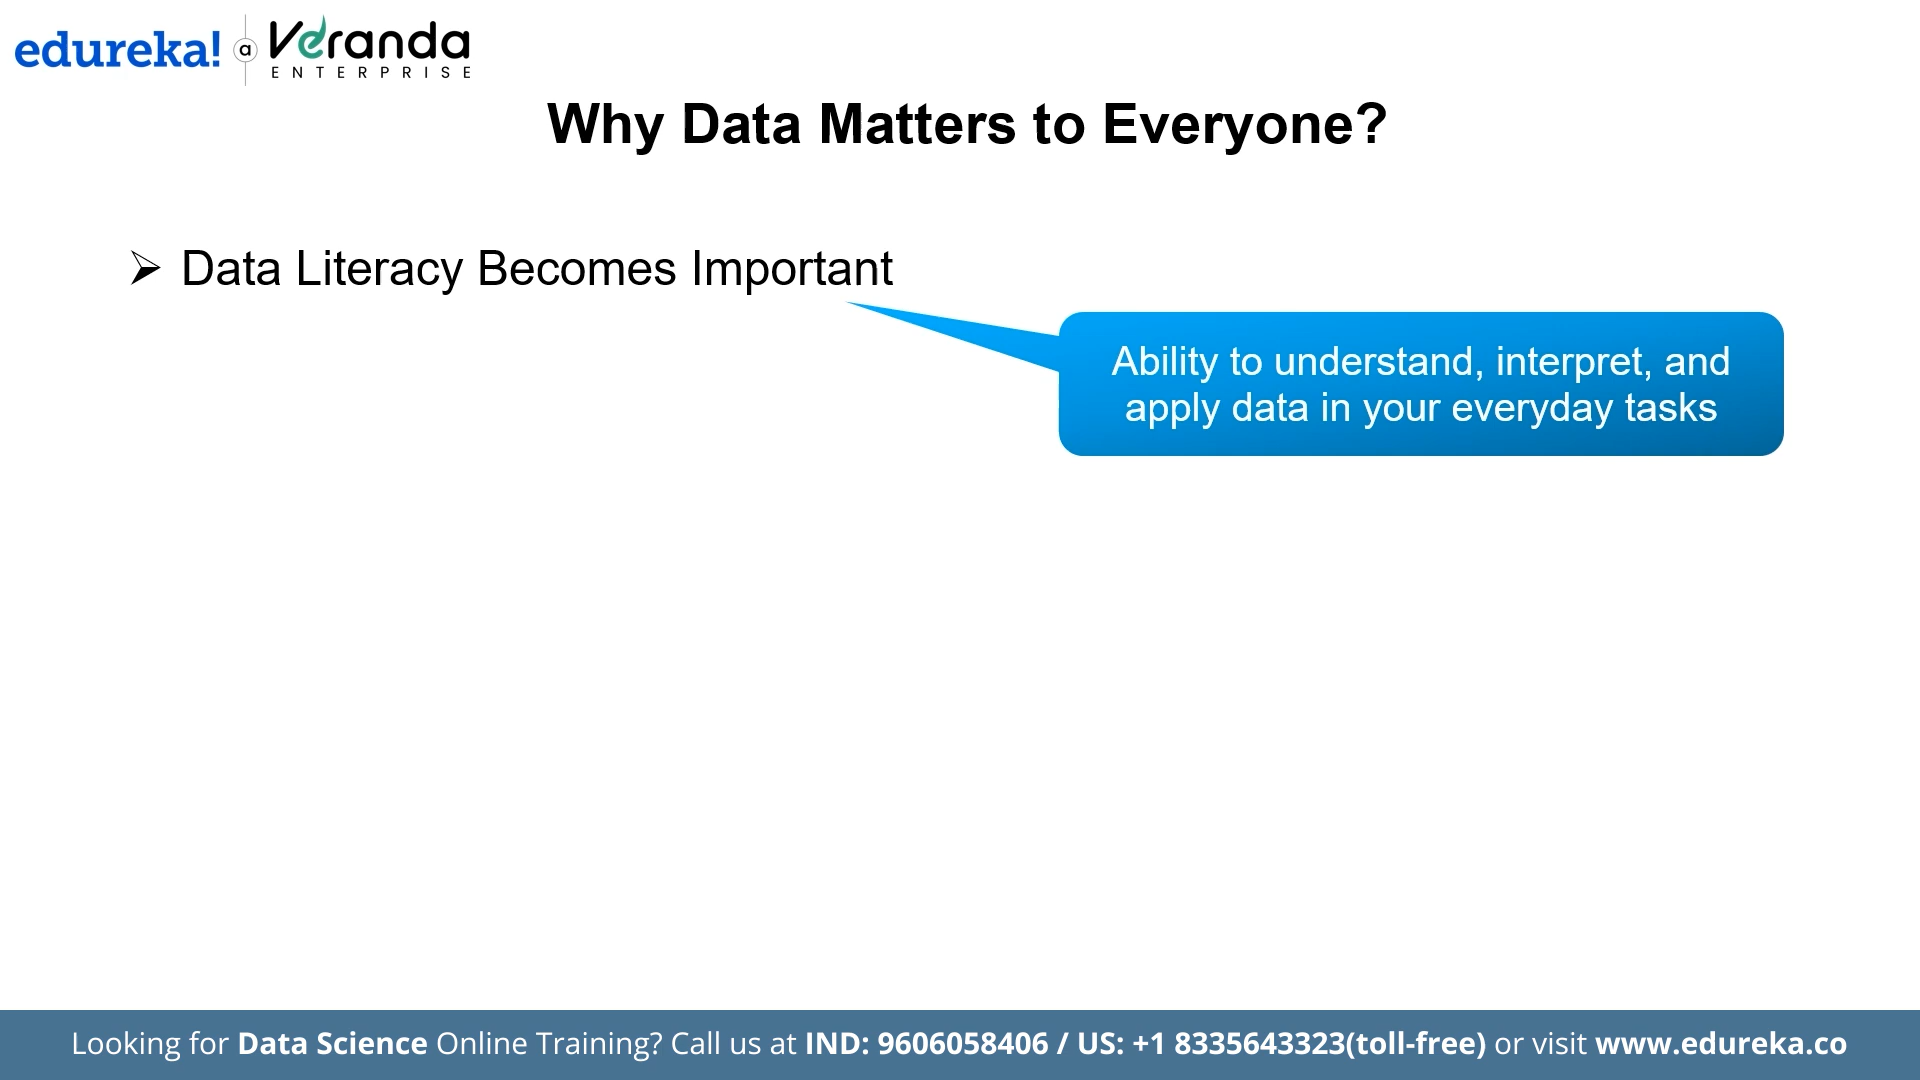 edureka! a Veranda
ENTERPRISE
Why Data Matters to Everyone?
Data Literacy Becomes Important
Ability to understand, interpret, and
apply data in your everyday tasks
Looking for Data Science Online Training? Call us at IND: 9606058406 / US: +1 8335643323(toll-free) or visit www.edureka.co